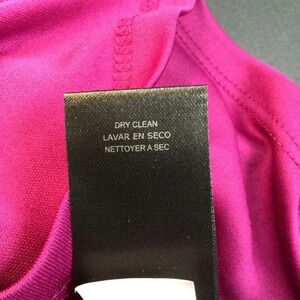 DRY CLEAN
LAVAR EN SECO
NETTOYER A SEC